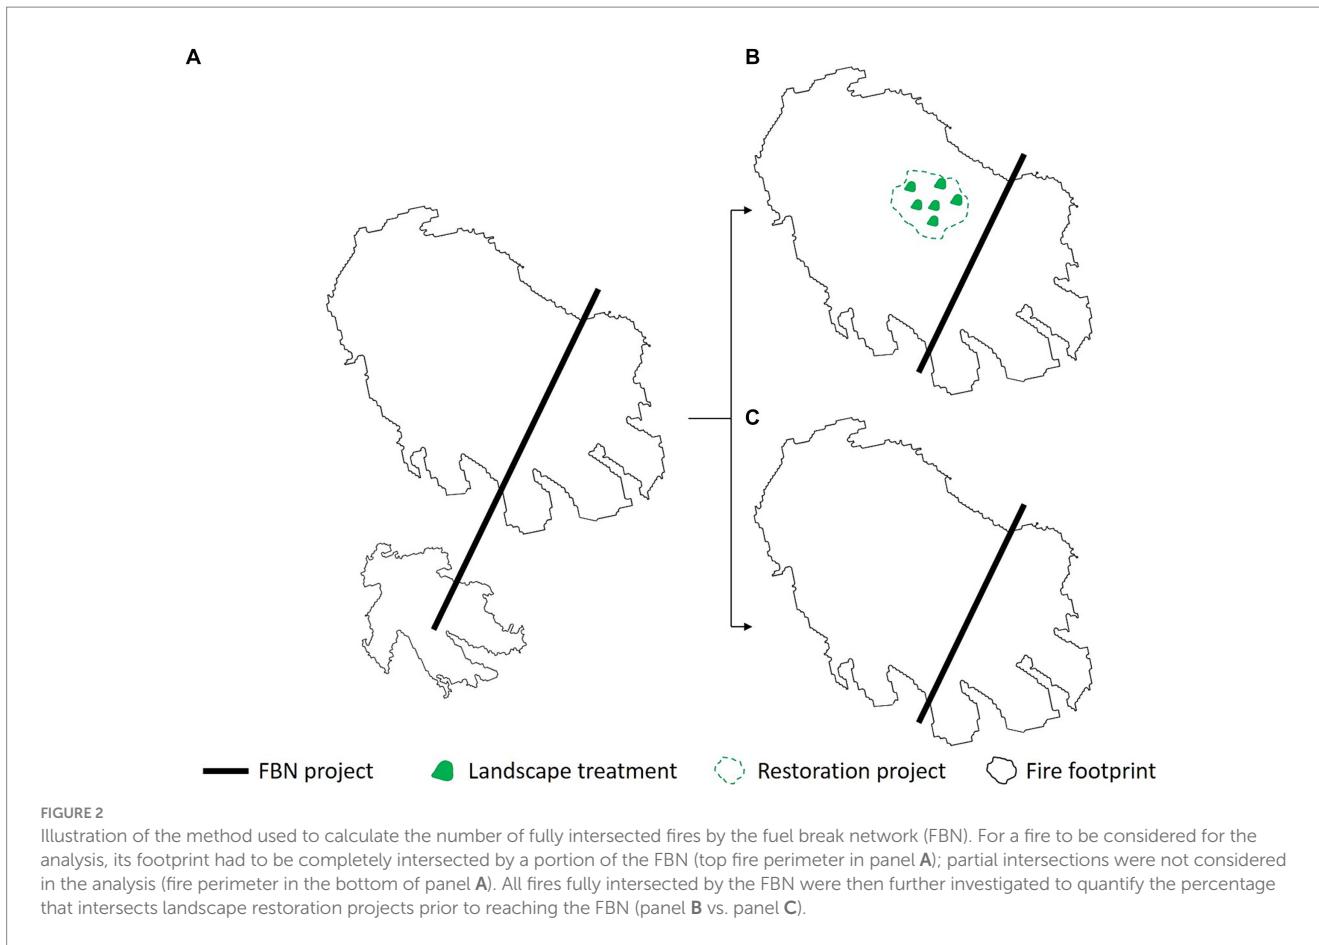 A
B
C
FBN project
Landscape treatment
Restoration project
Fire footprint
FIGURE 2
Illustration of the method used to calculate the number of fully intersected fires by the fuel break network (FBN). For a fire to be considered for the
analysis, its footprint had to be completely intersected by a portion of the FBN (top fire perimeter in panel A); partial intersections were not considered
in the analysis (fire perimeter in the bottom of panel A). All fires fully intersected by the FBN were then further investigated to quantify the percentage
that intersects landscape restoration projects prior to reaching the FBN (panel B vs. panel C).